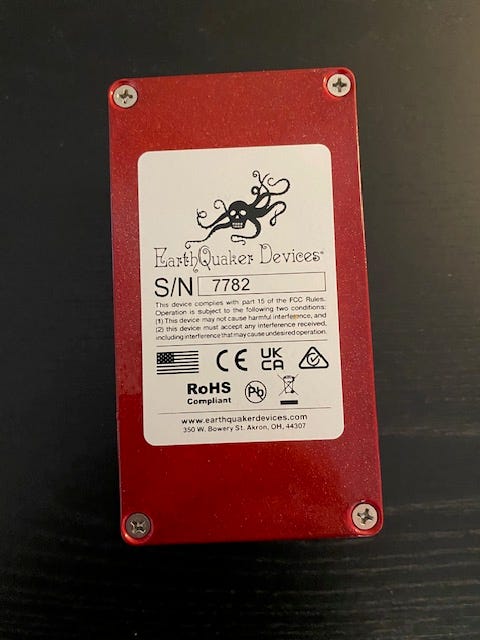 EarthQuaker Devices®
S/N 7782
This device complies with part 15 of the FCC Rules.
Operation is subject to the following two conditions:
(1) This device may not cause harmful interference, and
(2) this device must accept any interference received,
including interference that may cause undesired operation.
CE UK
CA
RoHS
Compliant
Pb
www.earthquakerdevices.com
350 W. Bowery St. Akron, OH, 44307